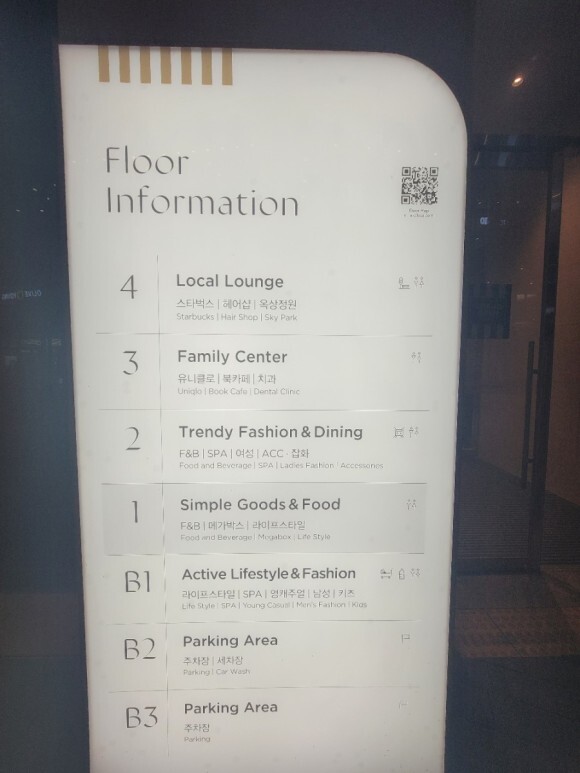 Floor
Information
4
Local Lounge
스타벅스 | 헤어샵 | 옥상정원
Starbucks | Hair Shop | Sky Park
3
Family Center
유니클로 | 북카페 | 치과
Uniqlo | Book Cafe | Dental Clinic
2
Trendy Fashion & Dining
F&B | SPA | 여성 | ACC · 잡화
Food and Beverage | SPA | Ladies Fashion | Accessories
1
Simple Goods & Food
F&B | 메가박스 | 라이프스타일
Food and Beverage | Megabox | Life Style
B1
Active Lifestyle & Fashion
라이프스타일 | SPA | 영캐주얼 | 남성 | 키즈
Life Style | SPA | Young Casual | Men's Fashion | Kids
B2
Parking Area
주차장 | 세차장
Parking | Car Wash
B3
Parking Area
주차장
Parking